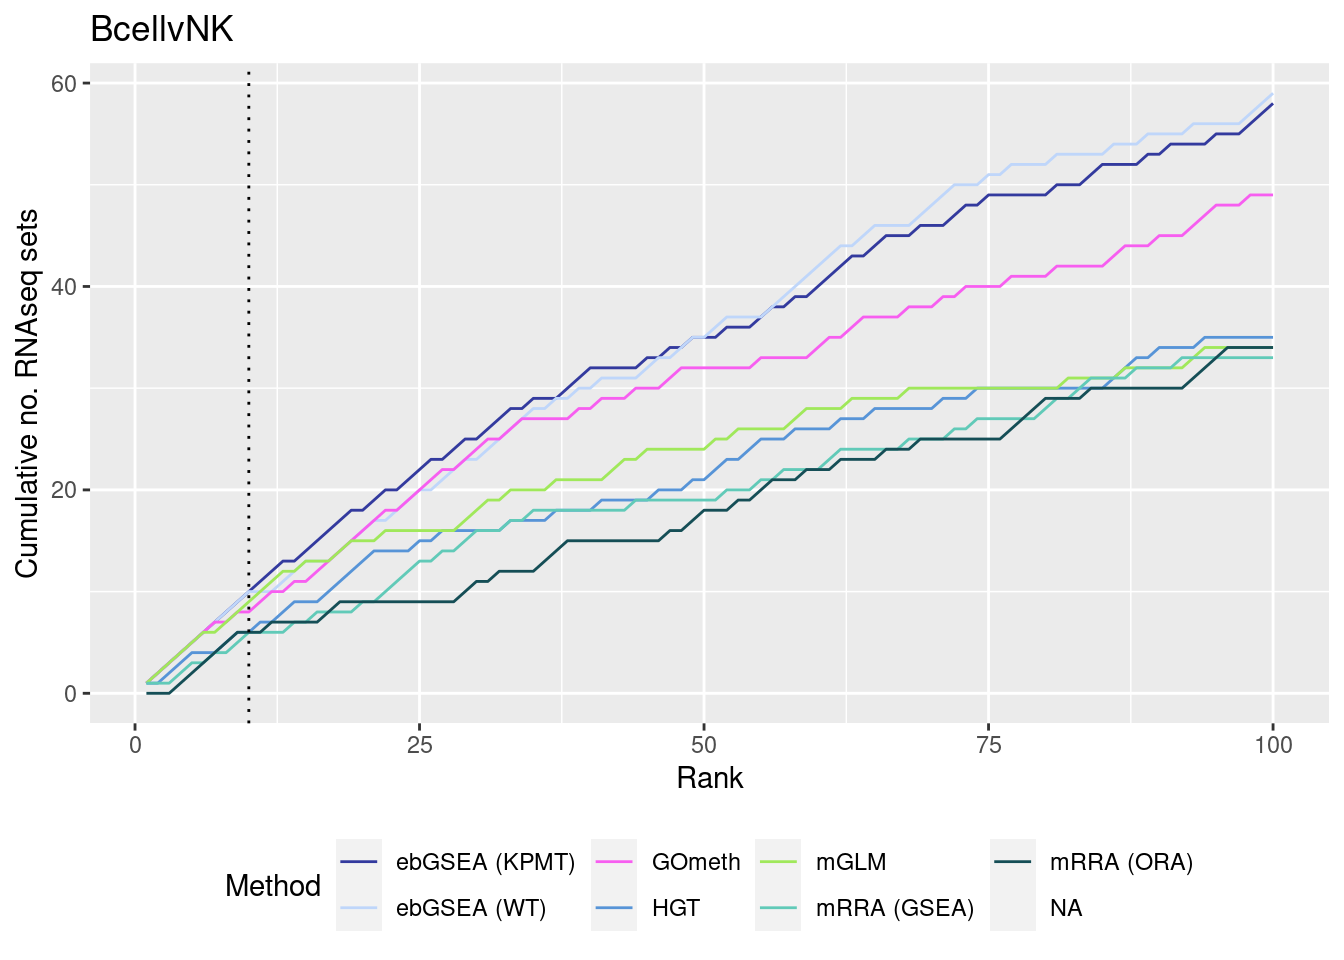 BcellvNK
60
40
20
0
Cumulative no. RNAseq sets
0 25 50 75 100
Rank
Method
ebGSEA (KPMT) GOmeth mGLM mRRA (ORA)
ebGSEA (WT) HGT mRRA (GSEA) NA